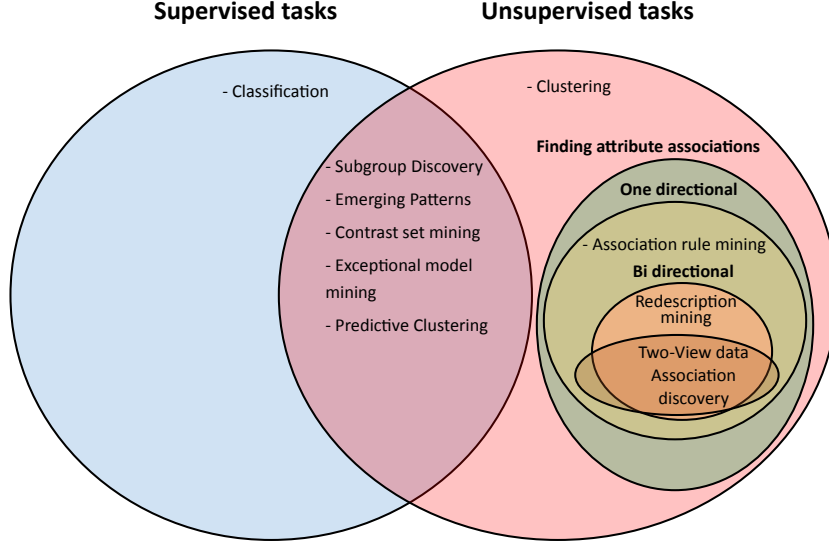 Supervised tasks
Unsupervised tasks
- Classification
- Clustering
- Subgroup Discovery
- Emerging Patterns
- Contrast set mining
- Exceptional model
mining
- Predictive Clustering
Finding attribute associations
One directional
- Association rule mining
Bi directional
Redescription
mining
Two-View data
Association
discovery